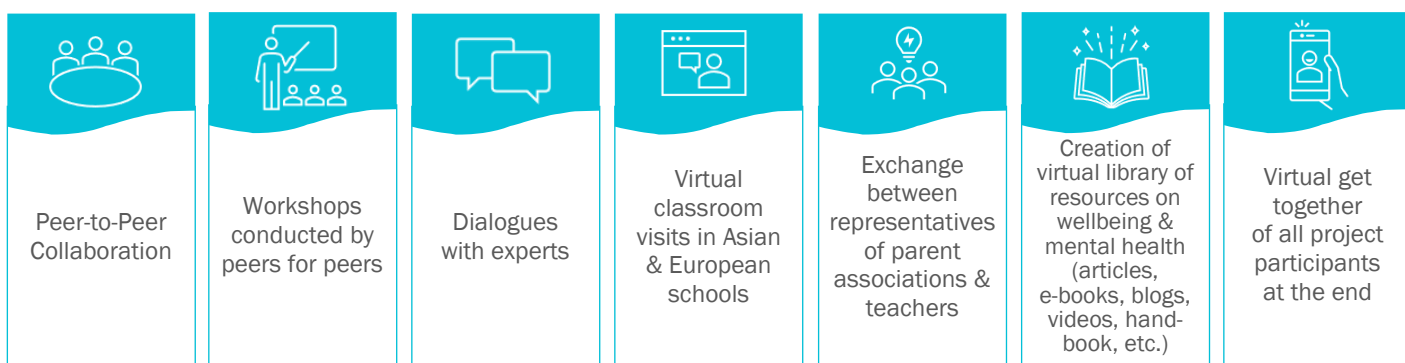 Peer-to-Peer
Collaboration
Workshops
conducted by
peers for peers
Dialogues
with experts
Virtual
classroom
visits in Asian
& European
schools
Exchange
between
representatives
of parent
associations &
teachers
Creation of
virtual library of
resources on
wellbeing &
mental health
(articles,
e-books, blogs,
videos, hand-
book, etc.)
Virtual get
together
of all project
participants
at the end